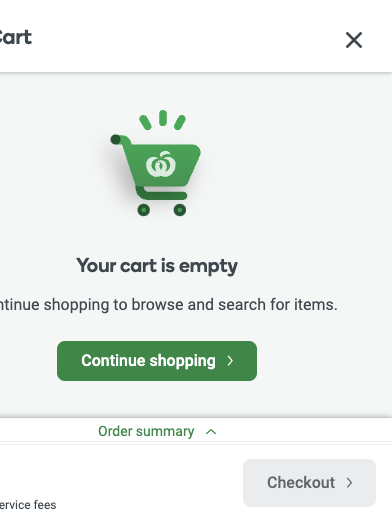 Cart
Your cart is empty
ntinue shopping to browse and search for items.
Continue shopping
Order summary
Checkout
ervice fees